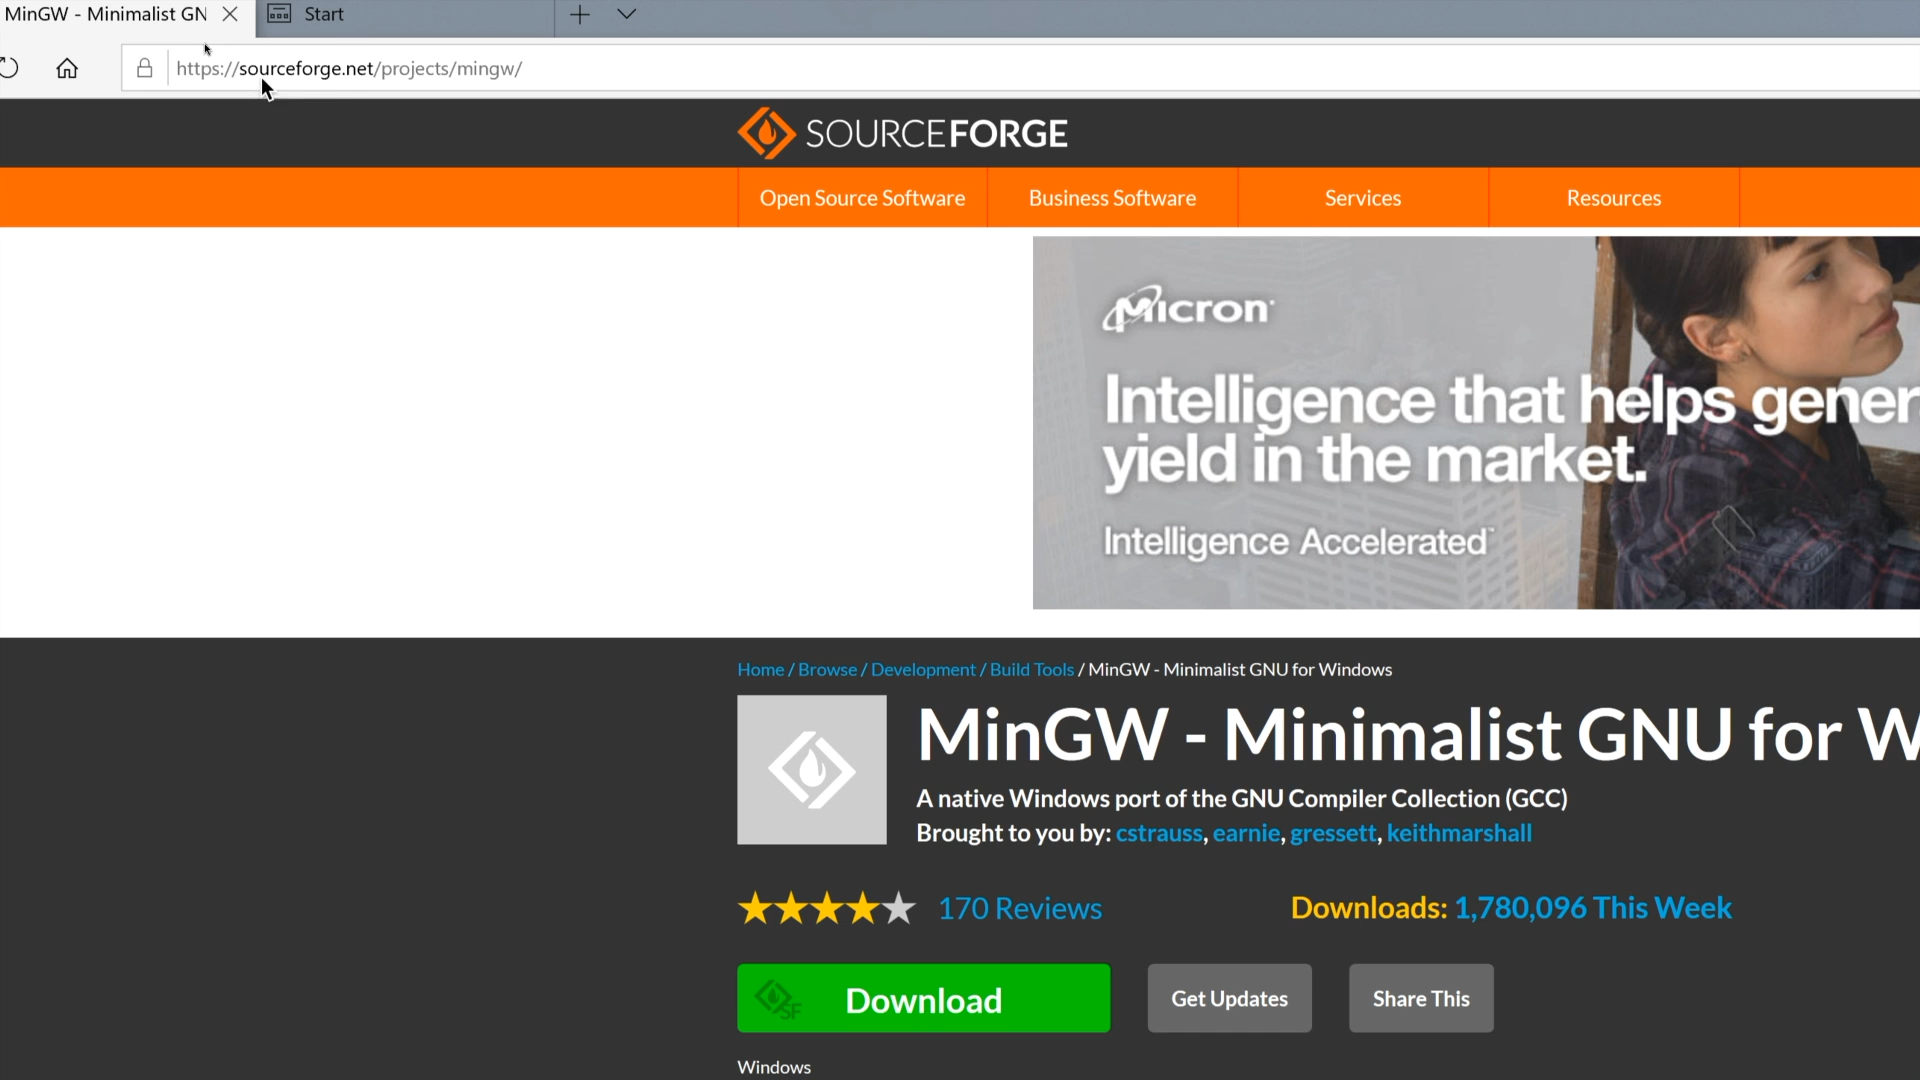 MinGW - Minimalist GN
Start
https://sourceforge.net/projects/mingw/
SOURCEFORGE
Open Source Software
Business Software
Services
Resources
Micron
Intelligence that helps gener
yield in the market.
Intelligence Accelerated™
Home / Browse / Development / Build Tools / MinGW - Minimalist GNU for Windows
MinGW - Minimalist GNU for W
A native Windows port of the GNU Compiler Collection (GCC)
Brought to you by: cstrauss, earnie, gressett, keithmarshall
170 Reviews
Downloads: 1,780,096 This Week
SF
Download
Get Updates
Share This
Windows